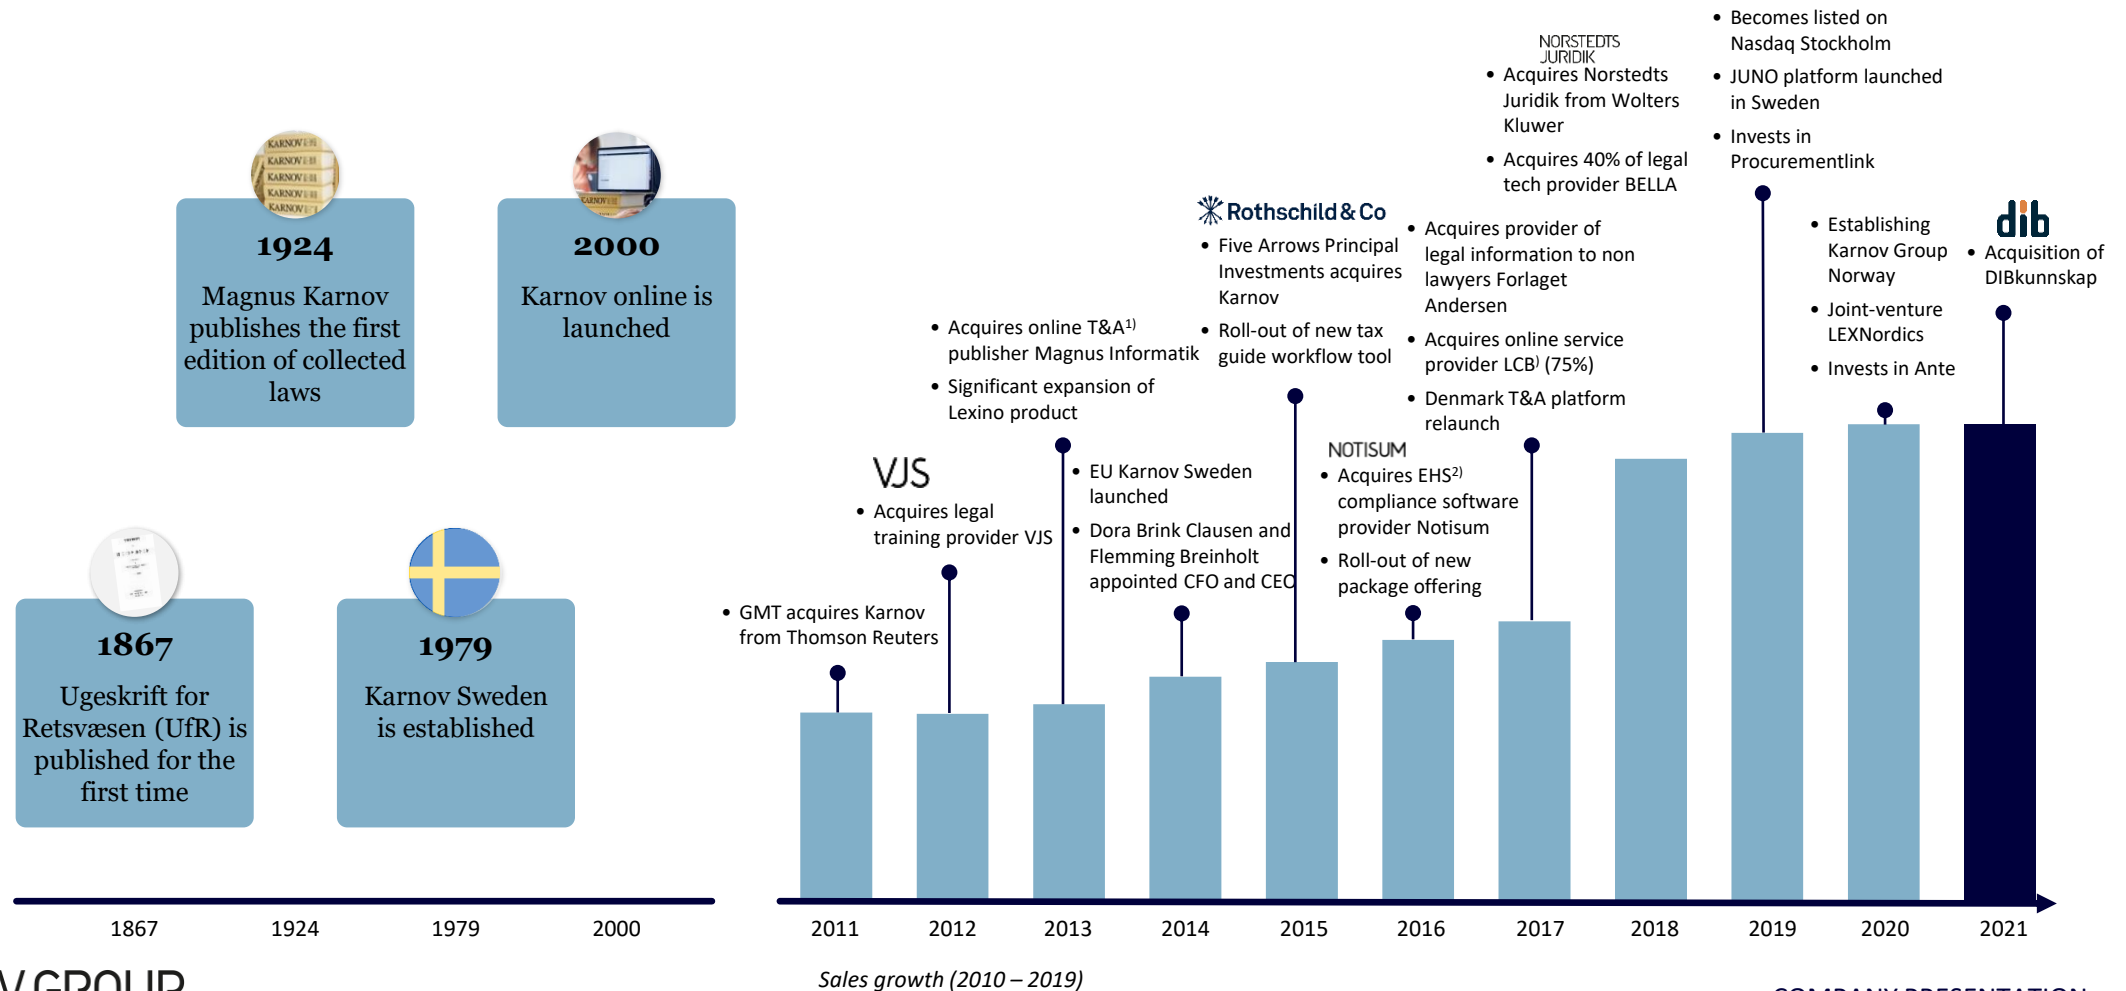 1924
Magnus Karnov
publishes the first
edition of collected
laws
2000
Karnov online is
launched
1867
Ugeskrift for
Retsvæsen (UfR) is
published for the
first time
1979
Karnov Sweden
is established
KARNOV
KARNOV
KARNOV
KARNOV
KARNOV
KARNOV
1867
1924
1979
2000
• GMT acquires Karnov
from Thomson Reuters
VJS
• Acquires legal
training provider VJS
• Acquires online T&A1)
publisher Magnus Informatik
• Significant expansion of
Lexino product
• EU Karnov Sweden
launched
• Dora Brink Clausen and
Flemming Breinholt
appointed CFO and CEO
Rothschild & Co
• Five Arrows Principal
Investments acquires
Karnov
• Roll-out of new tax
guide workflow tool
NOTISUM
• Acquires EHS2)
compliance software
provider Notisum
• Roll-out of new
package offering
• Acquires provider of
legal information to non
lawyers Forlaget
Andersen
• Acquires online service
provider LCB) (75%)
• Denmark T&A platform
relaunch
NORSTEDTS
JURIDIK
• Acquires Norstedts
Juridik from Wolters
Kluwer
• Acquires 40% of legal
tech provider BELLA
• Becomes listed on
Nasdaq Stockholm
• JUNO platform launched
in Sweden
• Invests in
Procurementlink
• Establishing
Karnov Group
Norway
• Joint-venture
LEXNordics
• Invests in Ante
dib
• Acquisition of
DIBkunnskap
2011
2012
2013
2014
2015
2016
2017
2018
2019
2020
2021
Sales growth (2010 – 2019)
V GROUP
COMPANY PRESENTATION